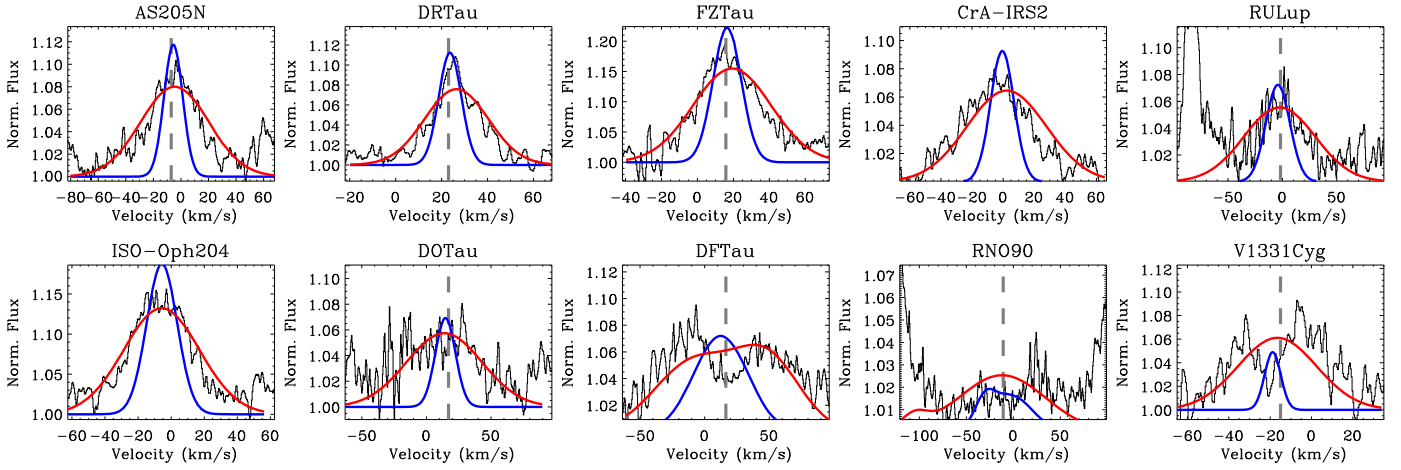 AS205N DRTau FZTau CrA-IRS2 RULup
Norm. Flux
1.12
1.10
1.08
1.06
1.04
1.02
1.00
-80 -60 -40 -20 0 20 40 60
Velocity (km/s)
Norm. Flux
1.12
1.10
1.08
1.06
1.04
1.02
1.00
-20 0 20 40 60
Velocity (km/s)
Norm. Flux
1.20
1.15
1.10
1.05
1.00
-40 -20 0 20 40 60
Velocity (km/s)
Norm. Flux
1.10
1.08
1.06
1.04
1.02
-60 -40 -20 0 20 40 60
Velocity (km/s)
Norm. Flux
1.10
1.08
1.06
1.04
1.02
-50 0 50
Velocity (km/s)
ISO-Oph204 DOTau DFTau RNO90 V1331Cyg
Norm. Flux
1.15
1.10
1.05
1.00
-60 -40 -20 0 20 40 60
Velocity (km/s)
Norm. Flux
1.10
1.08
1.06
1.04
1.02
1.00
-50 0 50
Velocity (km/s)
Norm. Flux
1.12
1.10
1.08
1.06
1.04
1.02
-50 0 50
Velocity (km/s)
Norm. Flux
1.07
1.06
1.05
1.04
1.03
1.02
1.01
-100 -50 0 50
Velocity (km/s)
Norm. Flux
1.12
1.10
1.08
1.06
1.04
1.02
1.00
-60 -40 -20 0 20
Velocity (km/s)